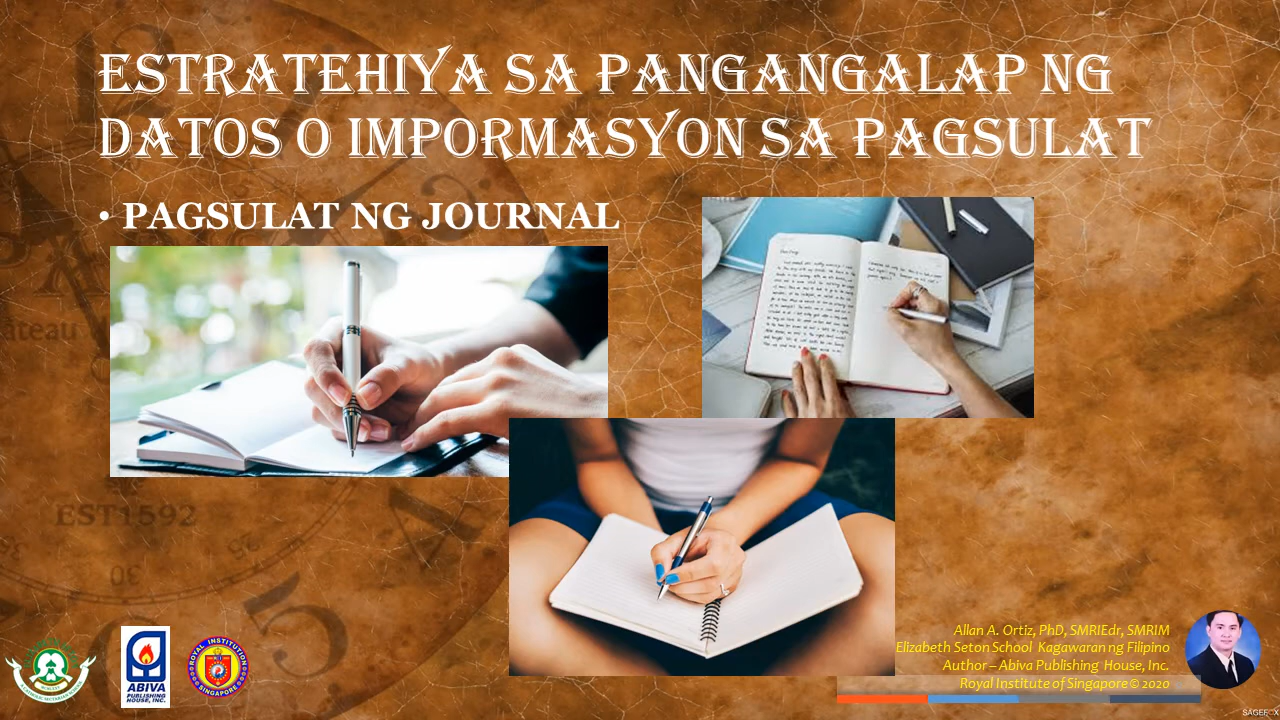 ESTRATEHIYA SA PANGANGALAP NG
DATOS O IMPORMASYON SA PAGSULAT
• PAGSULAT NG JOURNAL
EST1592
ABIVA
PUBLISHING
HOUSE, INC.
ROYAL INSTITUTION
SINGAPORE
Allan A. Ortiz, PhD, SMRIEdr, SMRIM
Elizabeth Seton School Kagawaran ng Filipino
Author – Abiva Publishing House, Inc.
Royal Institute of Singapore © 2020